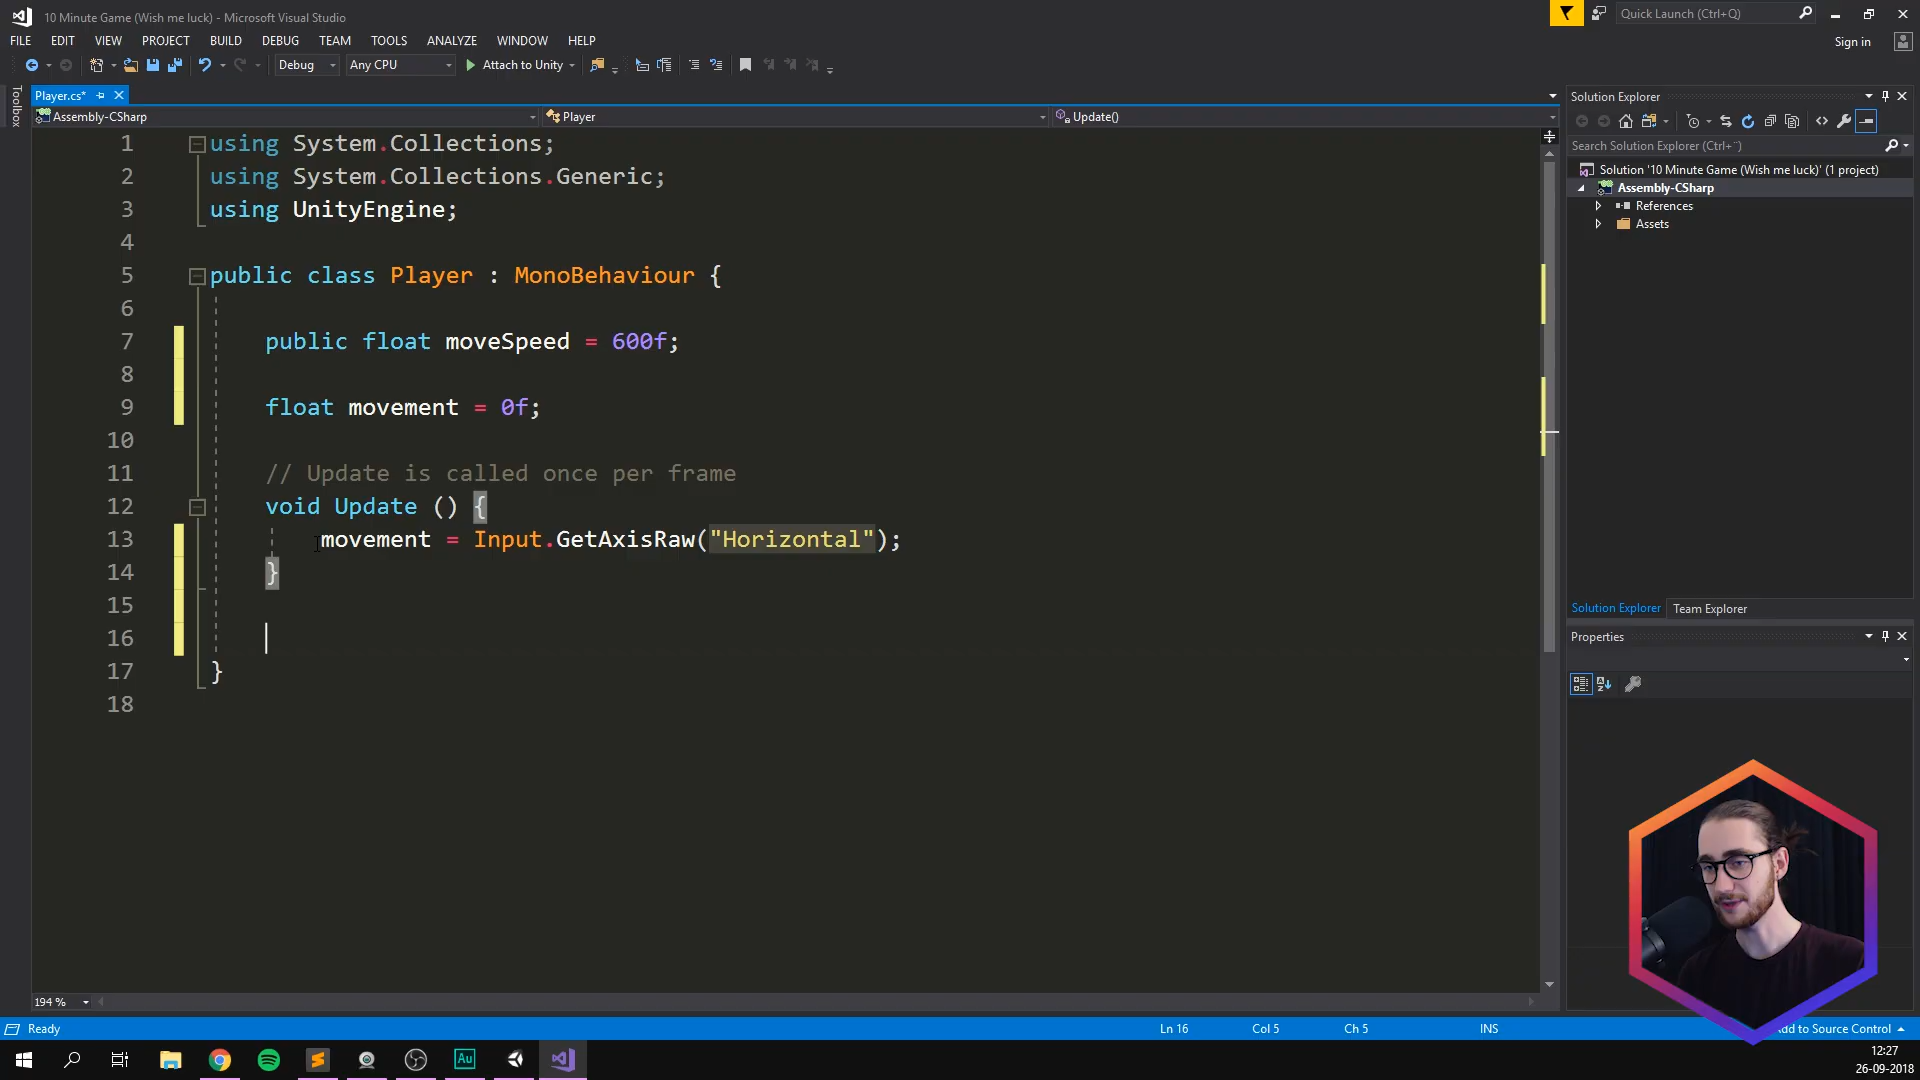 10 Minute Game (Wish me luck) - Microsoft Visual Studio
Quick Launch (Ctrl+Q)
FILE EDIT VIEW PROJECT BUILD DEBUG TEAM TOOLS ANALYZE WINDOW HELP
Sign in
Debug Any CPU Attach to Unity
Toolbox
Player.cs*
Assembly-CSharp Player Update()
1 using System.Collections;
2 using System.Collections.Generic;
3 using UnityEngine;
4
5 public class Player : MonoBehaviour {
6
7 public float moveSpeed = 600f;
8
9 float movement = 0f;
10
11 // Update is called once per frame
12 void Update () {
13 movement = Input.GetAxisRaw("Horizontal");
14 }
15
16
17 }
18
Solution Explorer
Search Solution Explorer (Ctrl+¨)
Solution '10 Minute Game (Wish me luck)' (1 project)
Assembly-CSharp
References
Assets
Solution Explorer Team Explorer
Properties
194 %
Ready Ln 16 Col 5 Ch 5 INS dd to Source Control
Au
12:27
26-09-2018